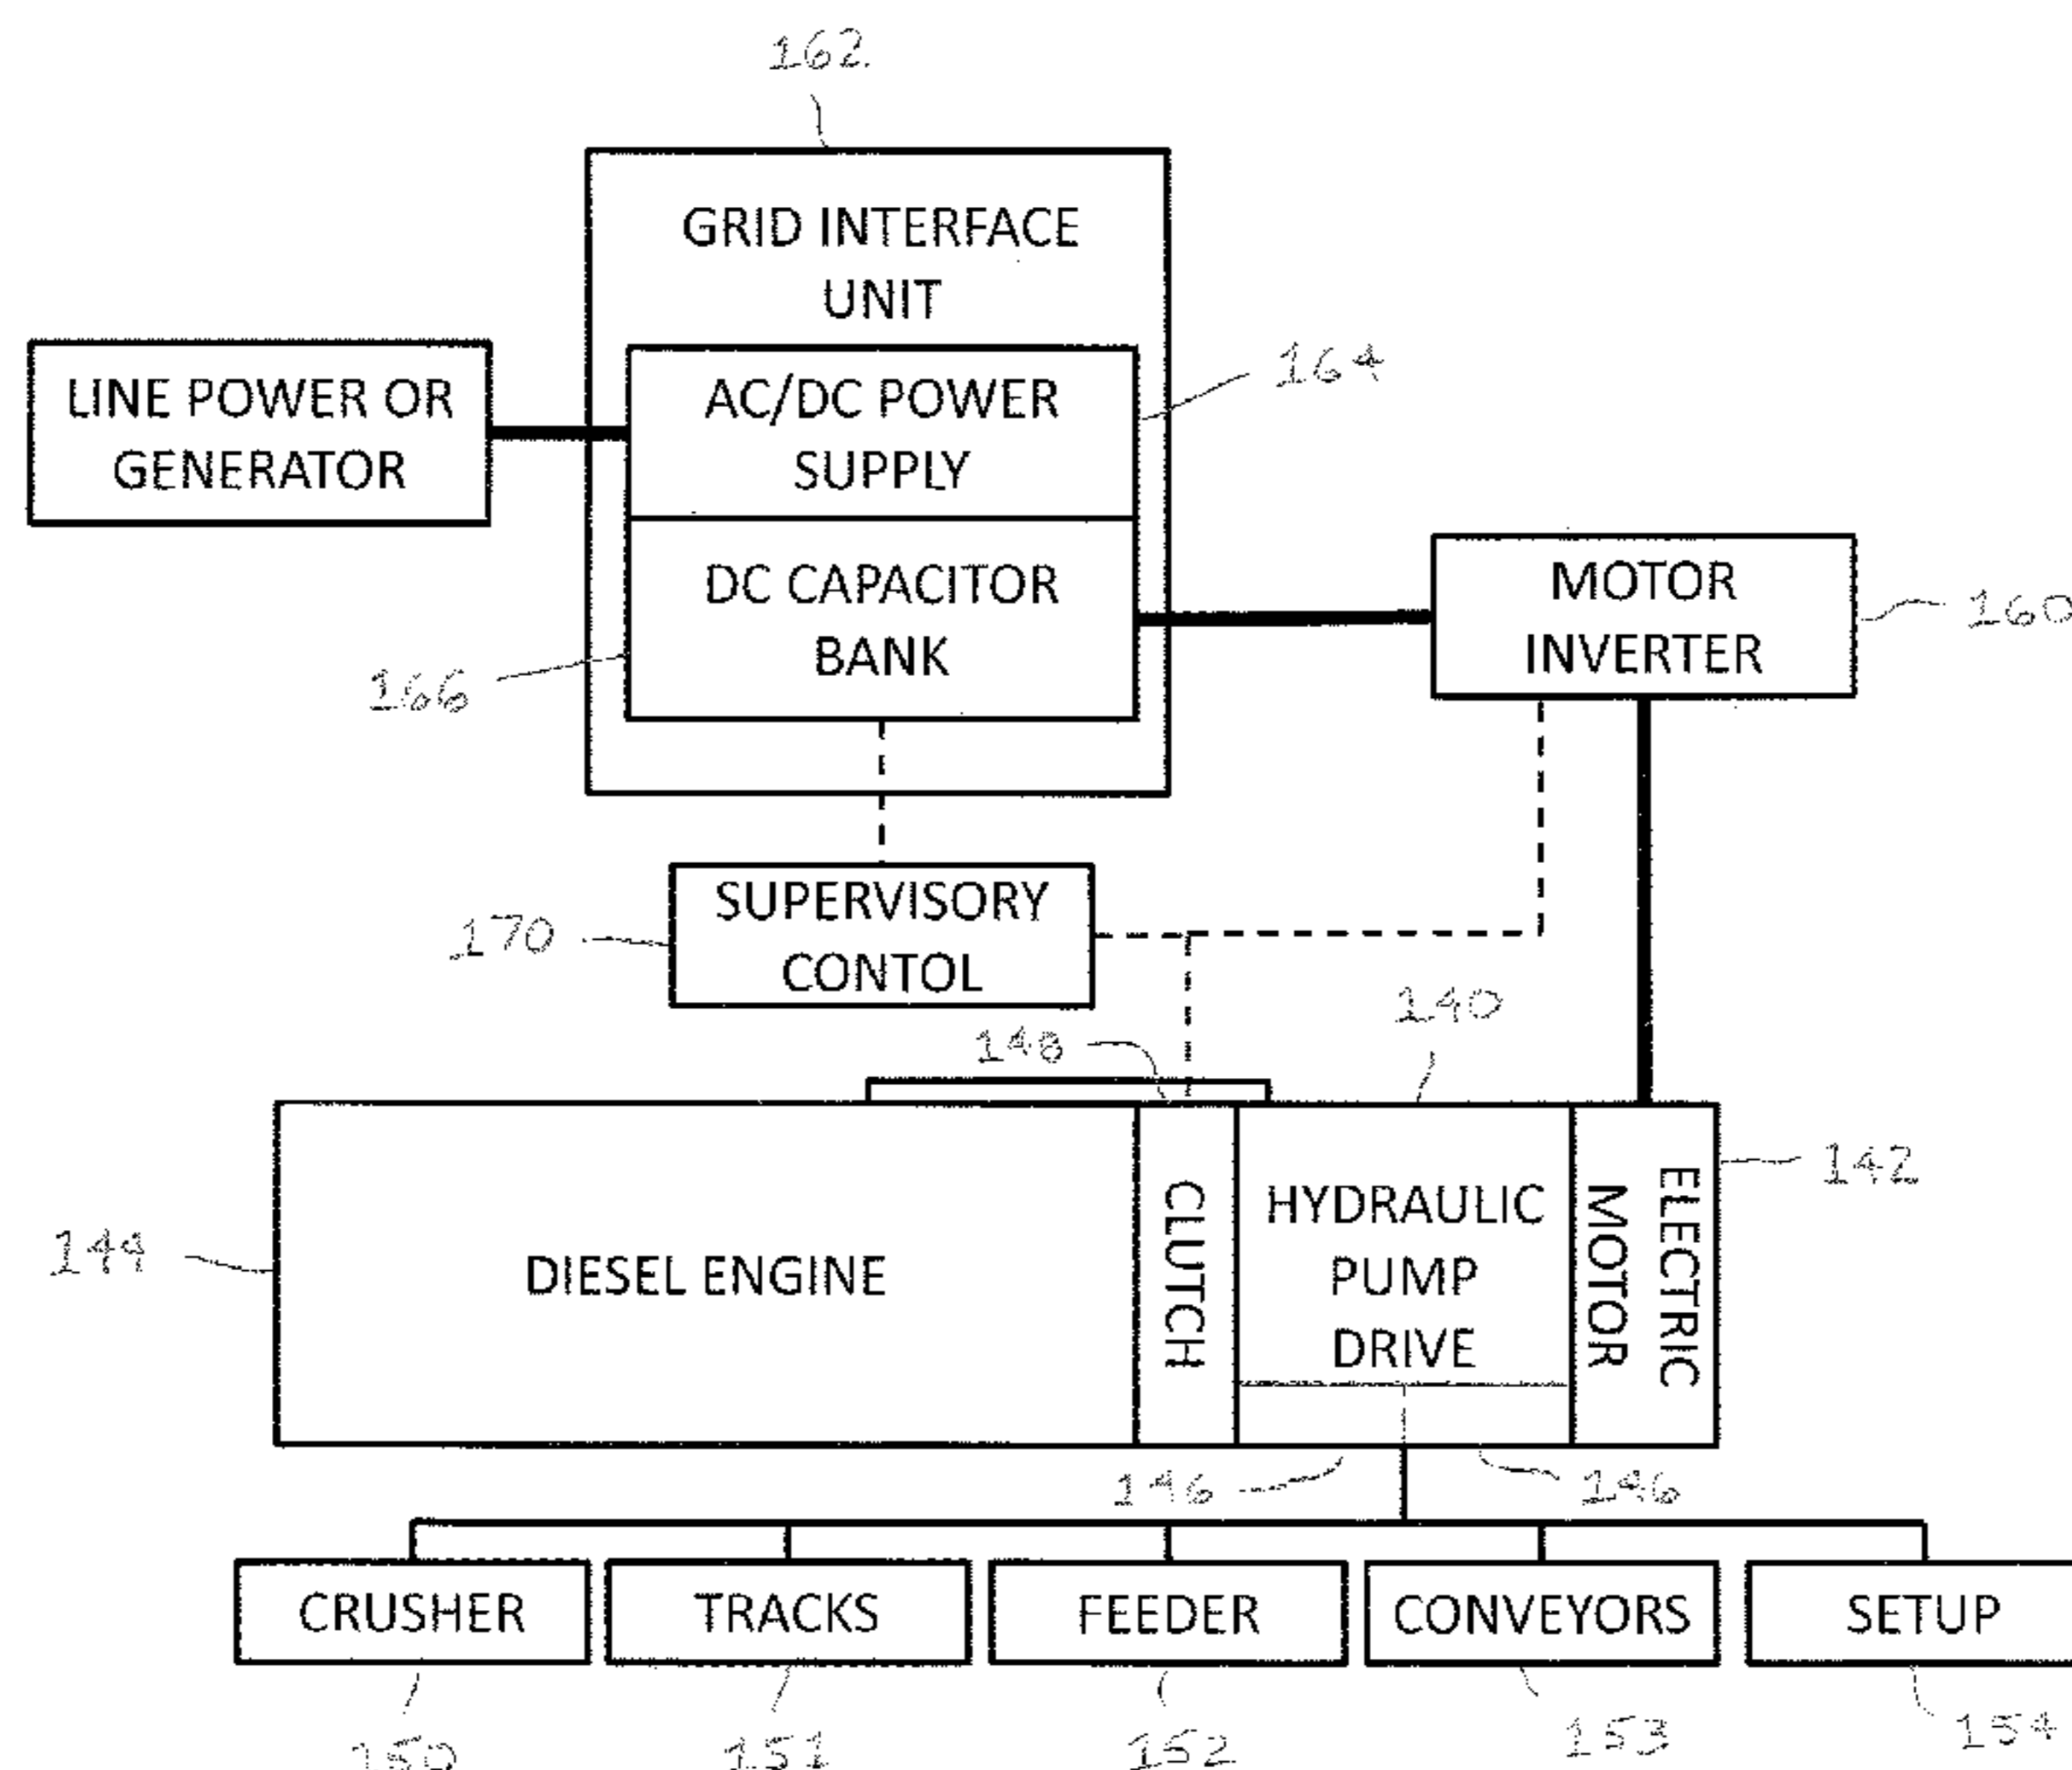 162
GRID INTERFACE
UNIT
LINE POWER OR
GENERATOR
AC/DC POWER
SUPPLY
164
DC CAPACITOR
BANK
166
MOTOR
INVERTER
160
SUPERVISORY
CONTOL
170
148
140
144
DIESEL ENGINE
CLUTCH
HYDRAULIC
PUMP
DRIVE
ELECTRIC
MOTOR
142
146
146
CRUSHER
TRACKS
FEEDER
CONVEYORS
SETUP
150
151
152
153
154